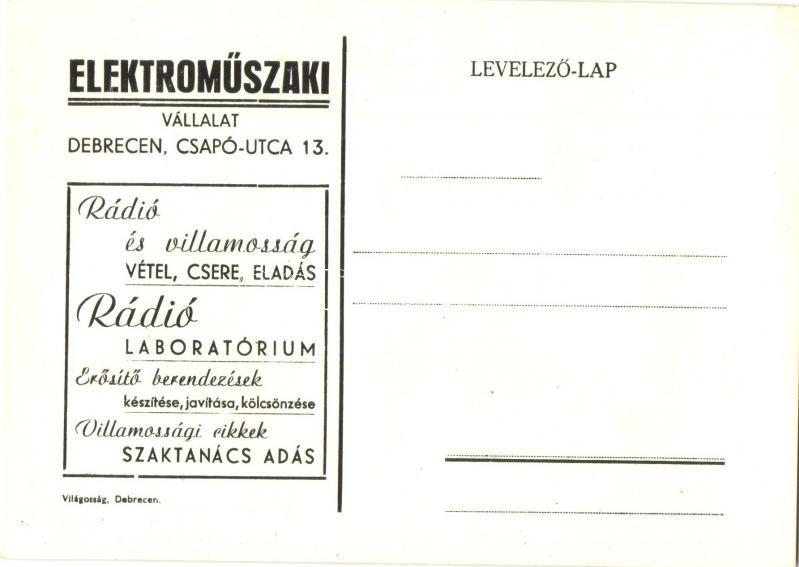 ELEKTROMŰSZAKI
VÁLLALAT
DEBRECEN, CSAPÓ-UTCA 13.
Rádió
és villamosság
VÉTEL, CSERE, ELADÁS
Rádió
LABORATÓRIUM
Erősítő berendezések
készítése, javítása, kölcsönzése
Villamossági cikkek
SZAKTANÁCS ADÁS
Világosság, Debrecen.
LEVELEZŐ-LAP